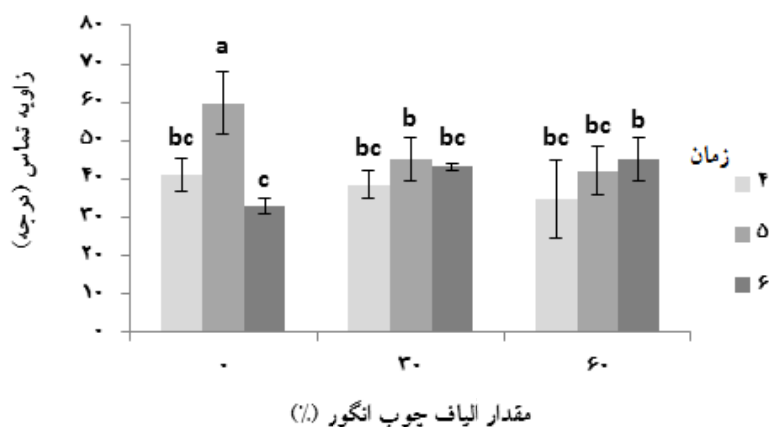 زاویه تماس (درجه)
۸۰
۷۰
۶۰
۵۰
۴۰
۳۰
۲۰
۱۰
۰
bc a c
bc b bc
bc bc b
زمان
۴
۵
۶
۰ ۳۰ ۶۰
مقدار الیاف چوب انگور (٪)